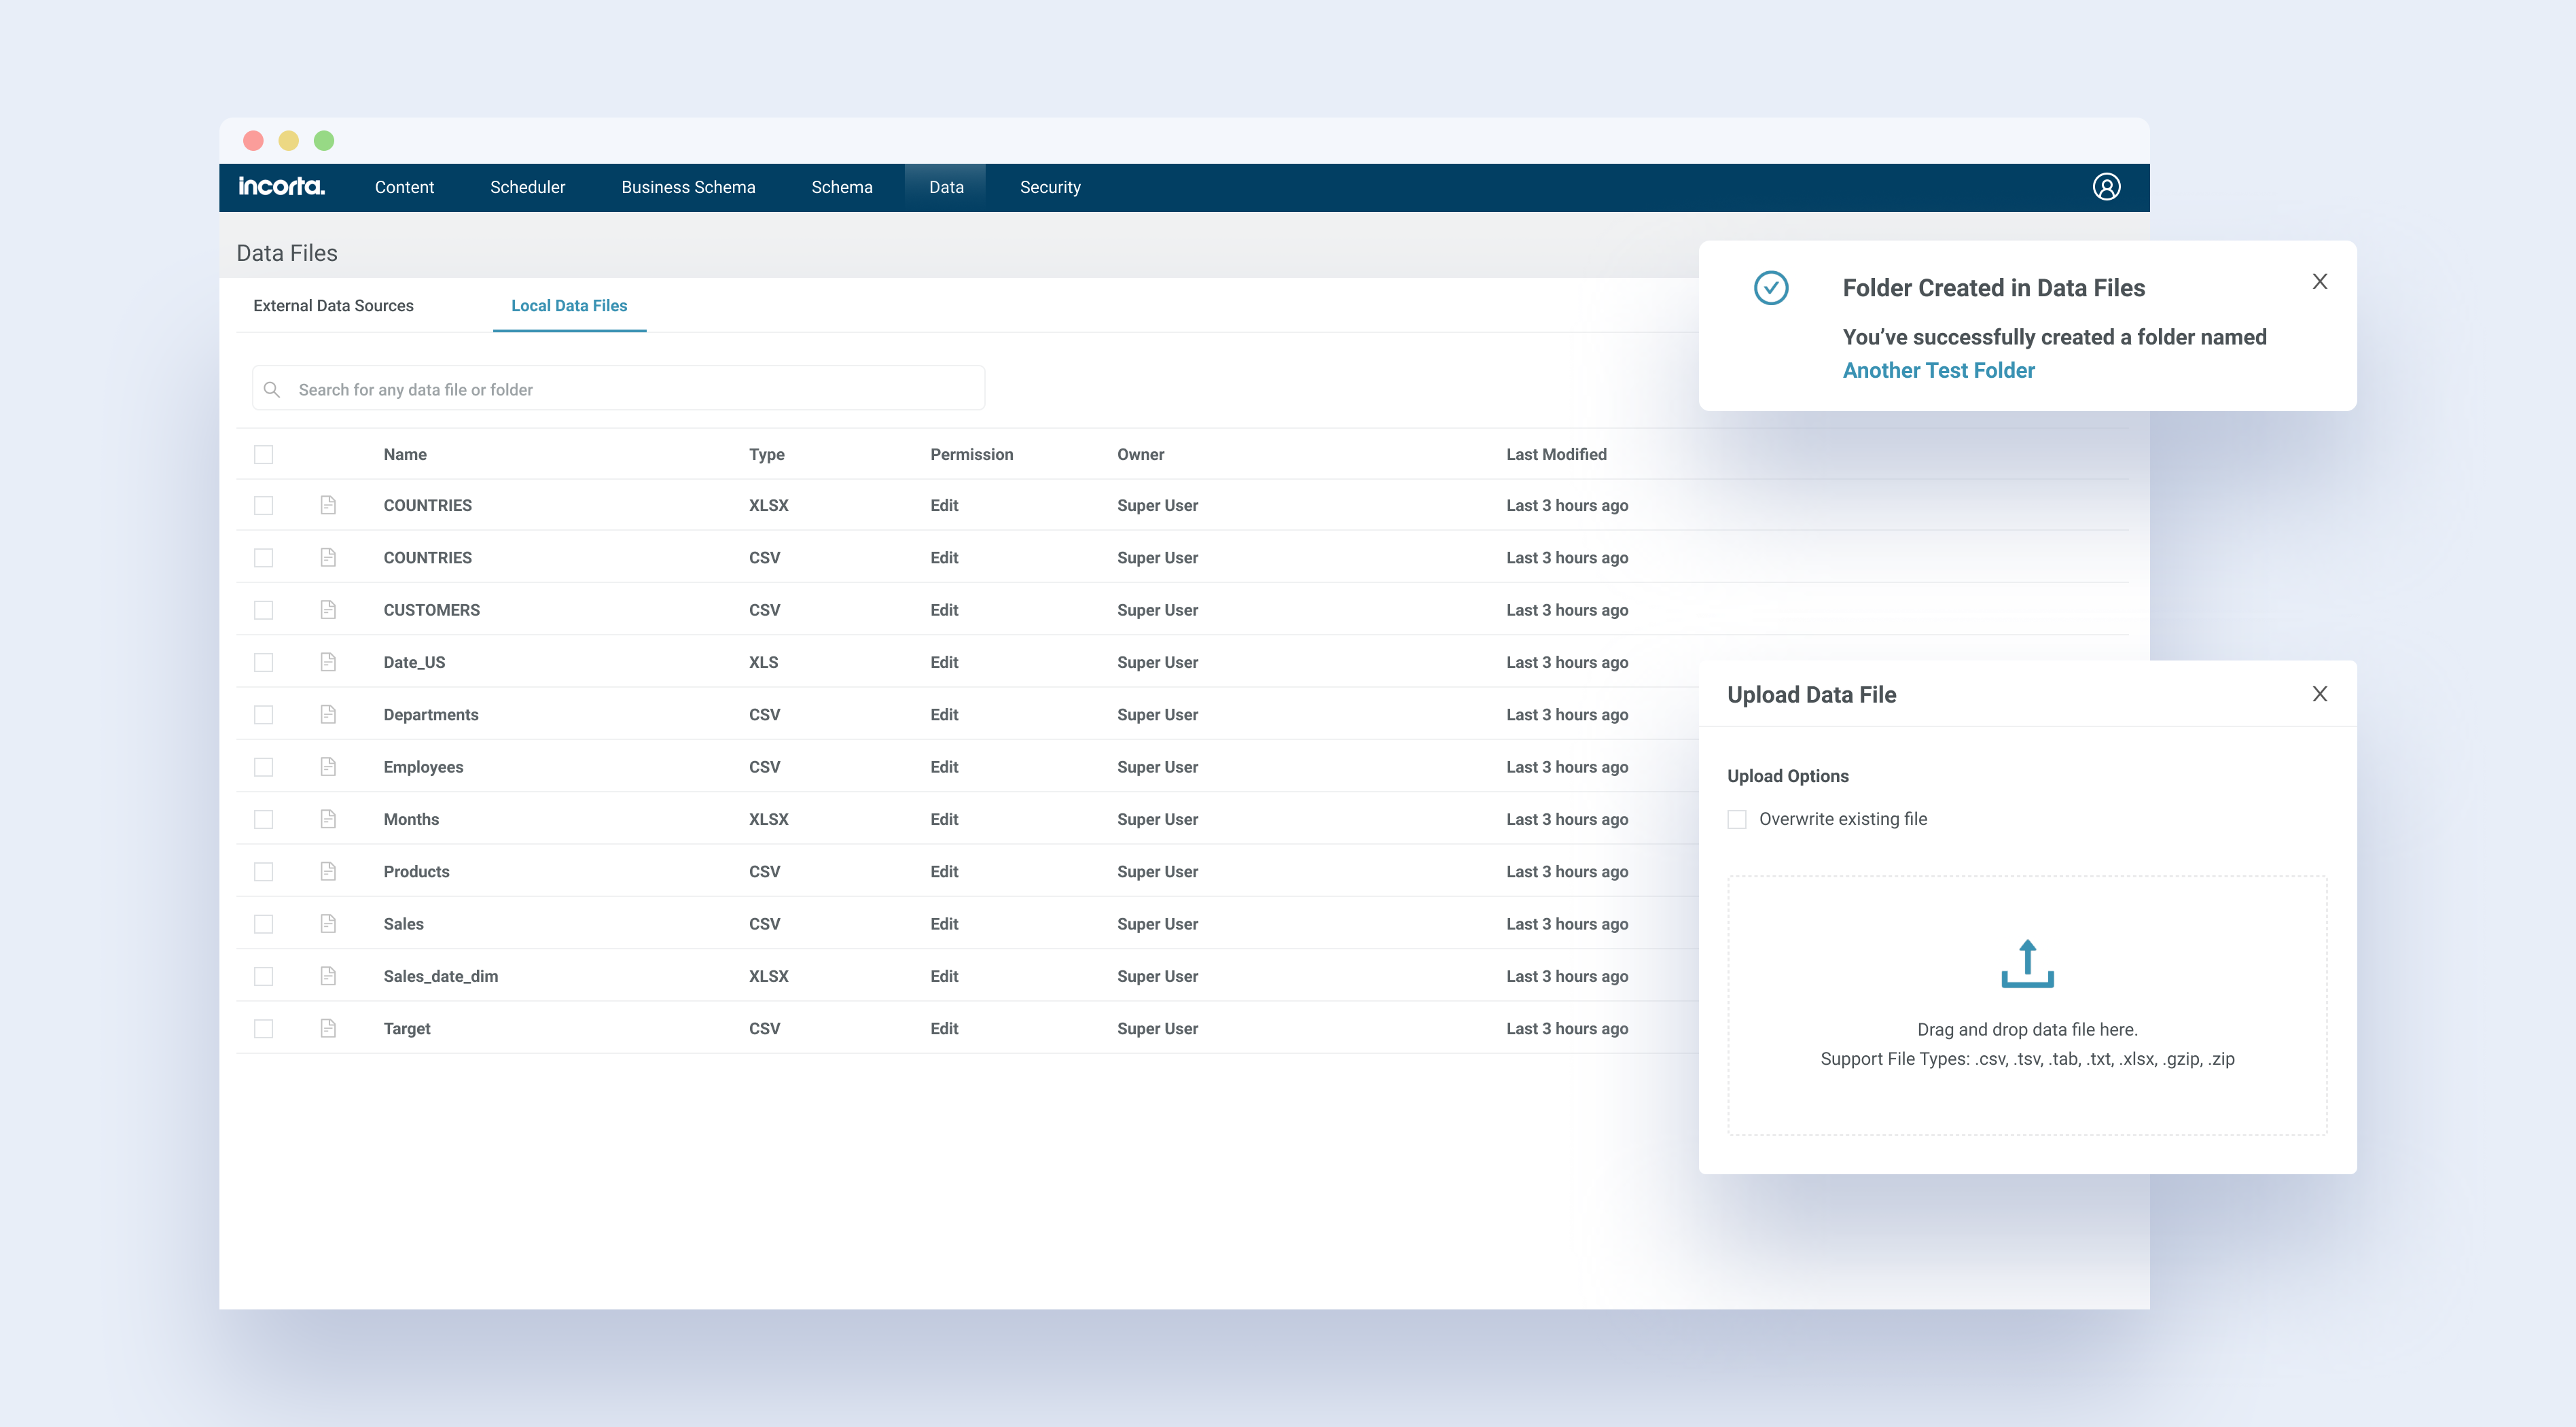 incorta. Content Scheduler Business Schema Schema Data Security
Data Files
External Data Sources Local Data Files
Search for any data file or folder
Folder Created in Data Files X
You’ve successfully created a folder named
Another Test Folder
Name Type Permission Owner Last Modified
COUNTRIES XLSX Edit Super User Last 3 hours ago
COUNTRIES CSV Edit Super User Last 3 hours ago
CUSTOMERS CSV Edit Super User Last 3 hours ago
Date_US XLS Edit Super User Last 3 hours ago
Departments CSV Edit Super User Last 3 hours ago
Employees CSV Edit Super User Last 3 hours ago
Months XLSX Edit Super User Last 3 hours ago
Products CSV Edit Super User Last 3 hours ago
Sales CSV Edit Super User Last 3 hours ago
Sales_date_dim XLSX Edit Super User Last 3 hours ago
Target CSV Edit Super User Last 3 hours ago
Upload Data File X
Upload Options
Overwrite existing file
Drag and drop data file here.
Support File Types: .csv, .tsv, .tab, .txt, .xlsx, .gzip, .zip